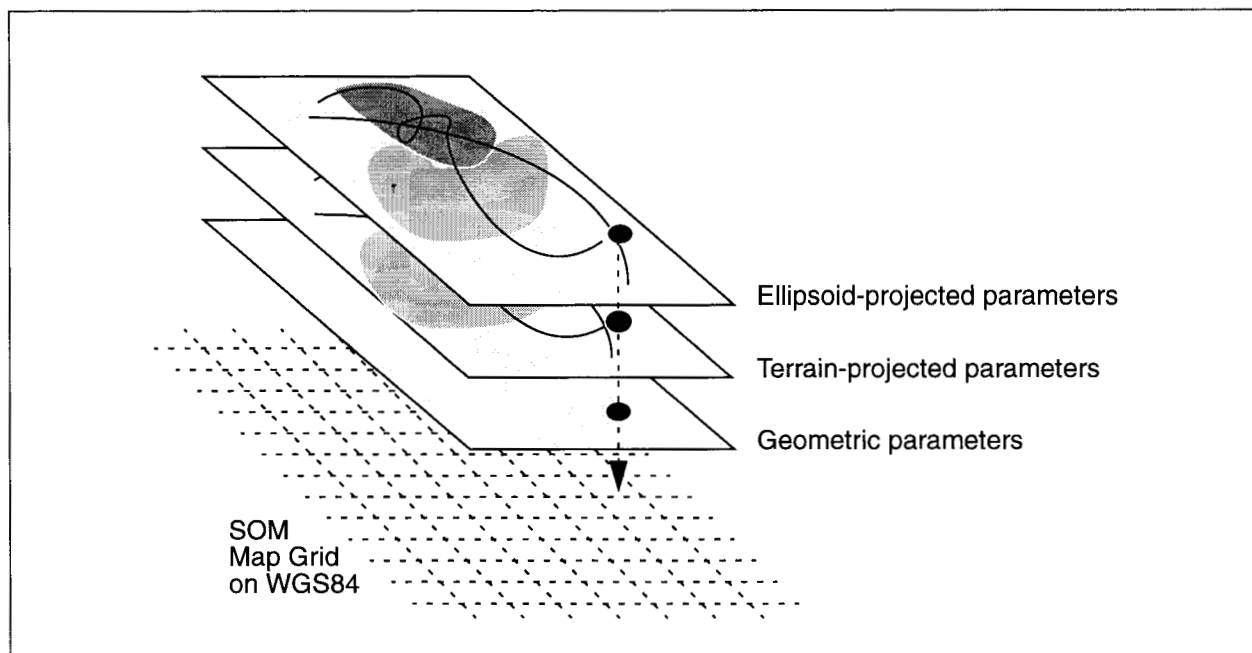 Ellipsoid-projected parameters
Terrain-projected parameters
Geometric parameters
SOM
Map Grid
on WGS84